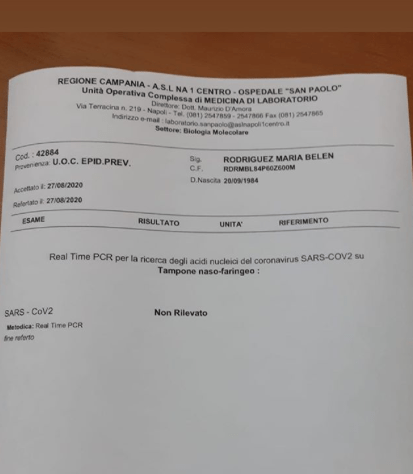 REGIONE CAMPANIA - A.S.L NA 1 CENTRO - OSPEDALE "SAN PAOLO"
Unità Operativa Complessa di MEDICINA DI LABORATORIO
Direttore: Dott. Maurizio D'Amora
Via Terracina n. 219 - Napoli - Tel. (081) 2547859 - 2547866 Fax (081) 2547865
Indirizzo e-mail : laboratorio.sanpaolo@aslnapoli1centro.it
Settore: Biologia Molecolare
Cod. : 42884
Sig. RODRIGUEZ MARIA BELEN
Provenienza: U.O.C. EPID.PREV.
C.F. RDRMBL84P60Z600M
D.Nascita 20/09/1984
Accettato il: 27/08/2020
Refertato il: 27/08/2020
ESAME RISULTATO UNITA' RIFERIMENTO
Real Time PCR per la ricerca degli acidi nucleici del coronavirus SARS-COV2 su
Tampone naso-faringeo :
SARS - CoV2 Non Rilevato
Metodica: Real Time PCR
fine referto